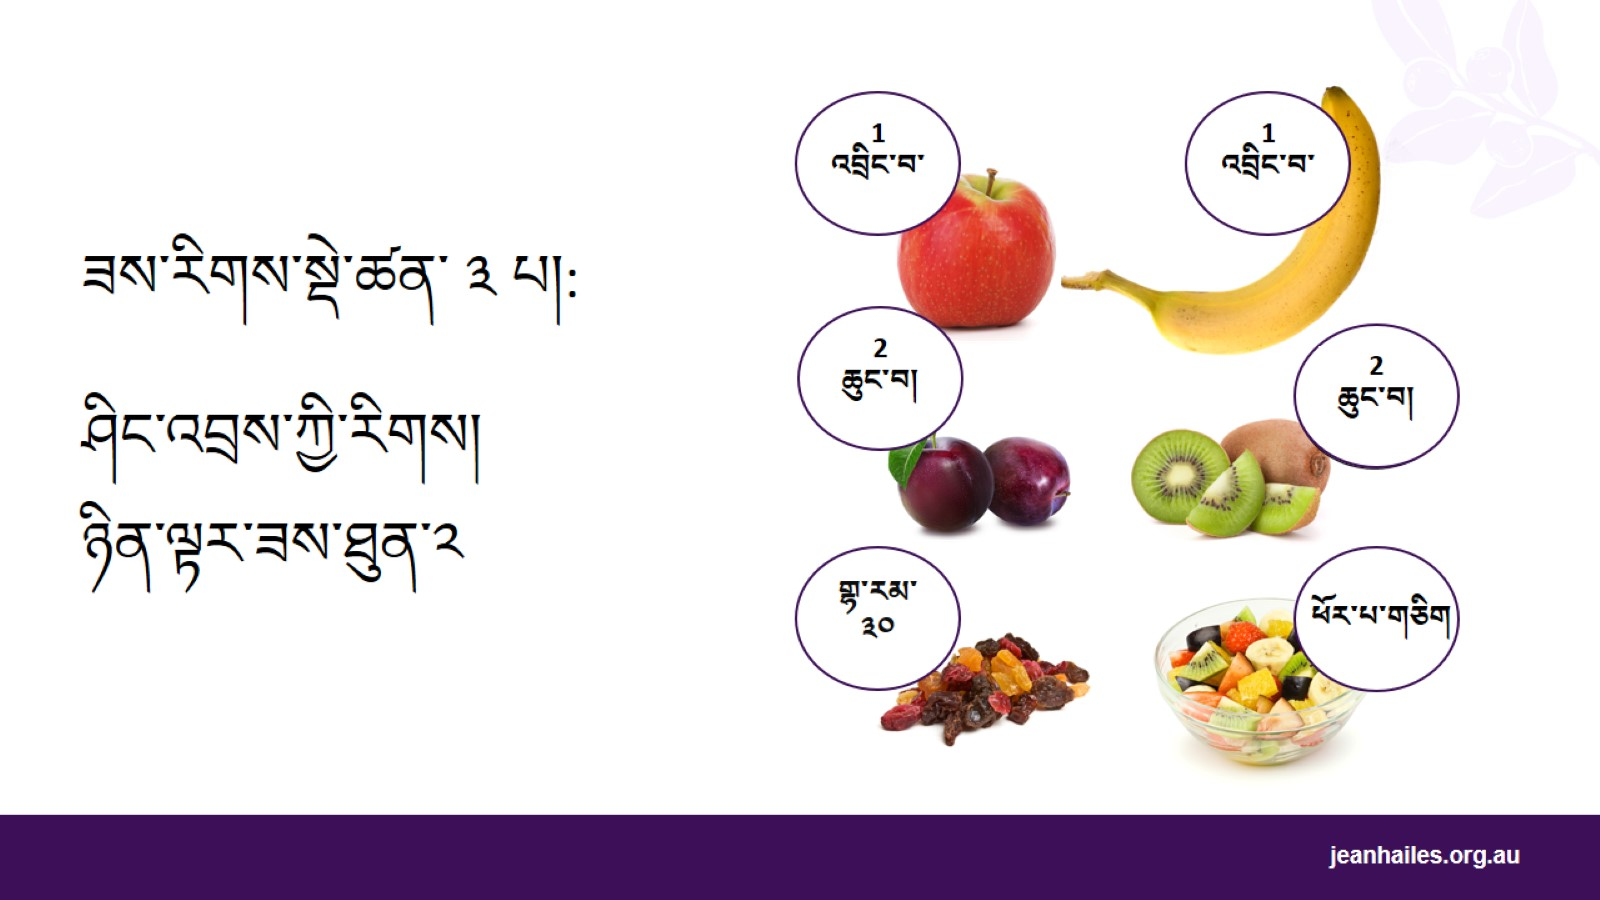 ཟས་རིགས་སྡེ་ཚན་ ༣ པ།:
ཤིང་འབྲས་ཀྱི་རིགས།
ཉིན་ལྟར་ཟས་ཐུན་༢
1
འབྲིང་བ་
1
འབྲིང་བ་
2
ཆུང་བ།
2
ཆུང་བ།
གྷ་རམ་
༣༠
ཕོར་པ་གཅིག
jeanhailes.org.au